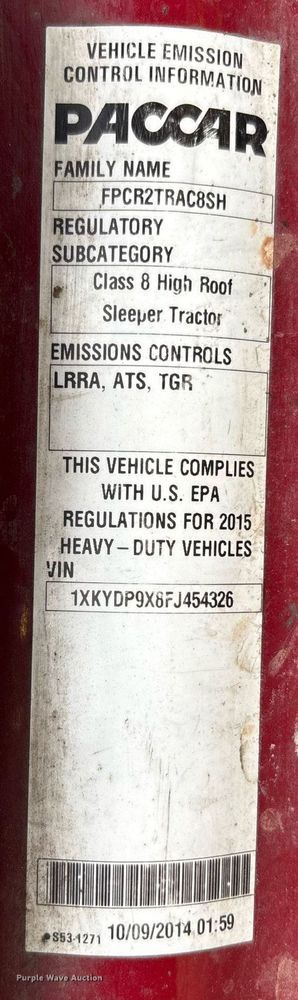 VEHICLE EMISSION
CONTROL INFORMATION
PACCAR
FAMILY NAME
FPCR2TRAC8SH
REGULATORY
SUBCATEGORY
Class 8 High Roof
Sleeper Tractor
EMISSIONS CONTROLS
LRRA, ATS, TGR
THIS VEHICLE COMPLIES
WITH U.S. EPA
REGULATIONS FOR 2015
HEAVY–DUTY VEHICLES
VIN
1XKYDP9X8FJ454326
S53-1271 10/09/2014 01:59
Purple Wave Auction